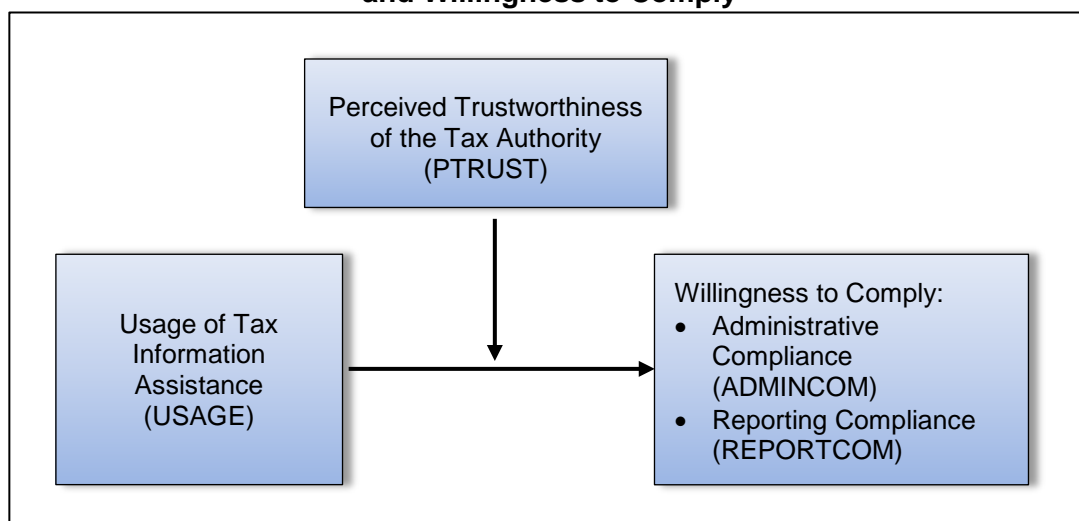 and Willingness to Comply
Perceived Trustworthiness
of the Tax Authority
(PTRUST)
Usage of Tax
Information
Assistance
(USAGE)
Willingness to Comply:
• Administrative
Compliance
(ADMINCOM)
• Reporting Compliance
(REPORTCOM)